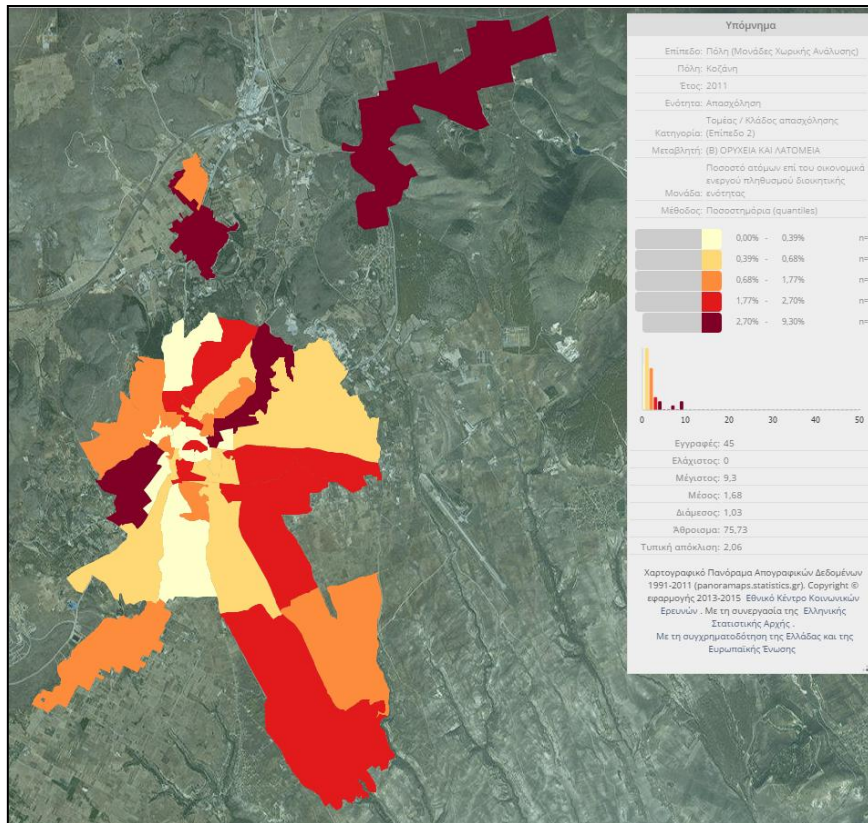 Υπόμνημα
Επίπεδο: Πόλη (Μονάδες Χωρικής Ανάλυσης)
Πόλη: Κοζάνη
Έτος: 2011
Ενότητα: Απασχόληση
Τομέας / Κλάδος απασχόλησης
Κατηγορία: (Επίπεδο 2)
Μεταβλητή: (Β) ΟΡΥΧΕΙΑ ΚΑΙ ΛΑΤΟΜΕΙΑ
Ποσοστό ατόμων επί του οικονομικά
ενεργού πληθυσμού διοικητικής
Μονάδα: ενότητας
Μέθοδος: Ποσοστημόρια (quantiles)
0,00% - 0,39% n=
0,39% - 0,68% n=
0,68% - 1,77% n=
1,77% - 2,70% n=
2,70% - 9,30% n=
0 10 20 30 40 50
Εγγραφές: 45
Ελάχιστος: 0
Μέγιστος: 9,3
Μέσος: 1,68
Διάμεσος: 1,03
Άθροισμα: 75,73
Τυπική απόκλιση: 2,06
Χαρτογραφικό Πανόραμα Απογραφικών Δεδομένων
1991-2011 (panoramaps.statistics.gr). Copyright ©
εφαρμογής 2013-2015 Εθνικό Κέντρο Κοινωνικών
Ερευνών . Με τη συνεργασία της Ελληνικής
Στατιστικής Αρχής .
Με τη συγχρηματοδότηση της Ελλάδας και της
Ευρωπαϊκής Ένωσης